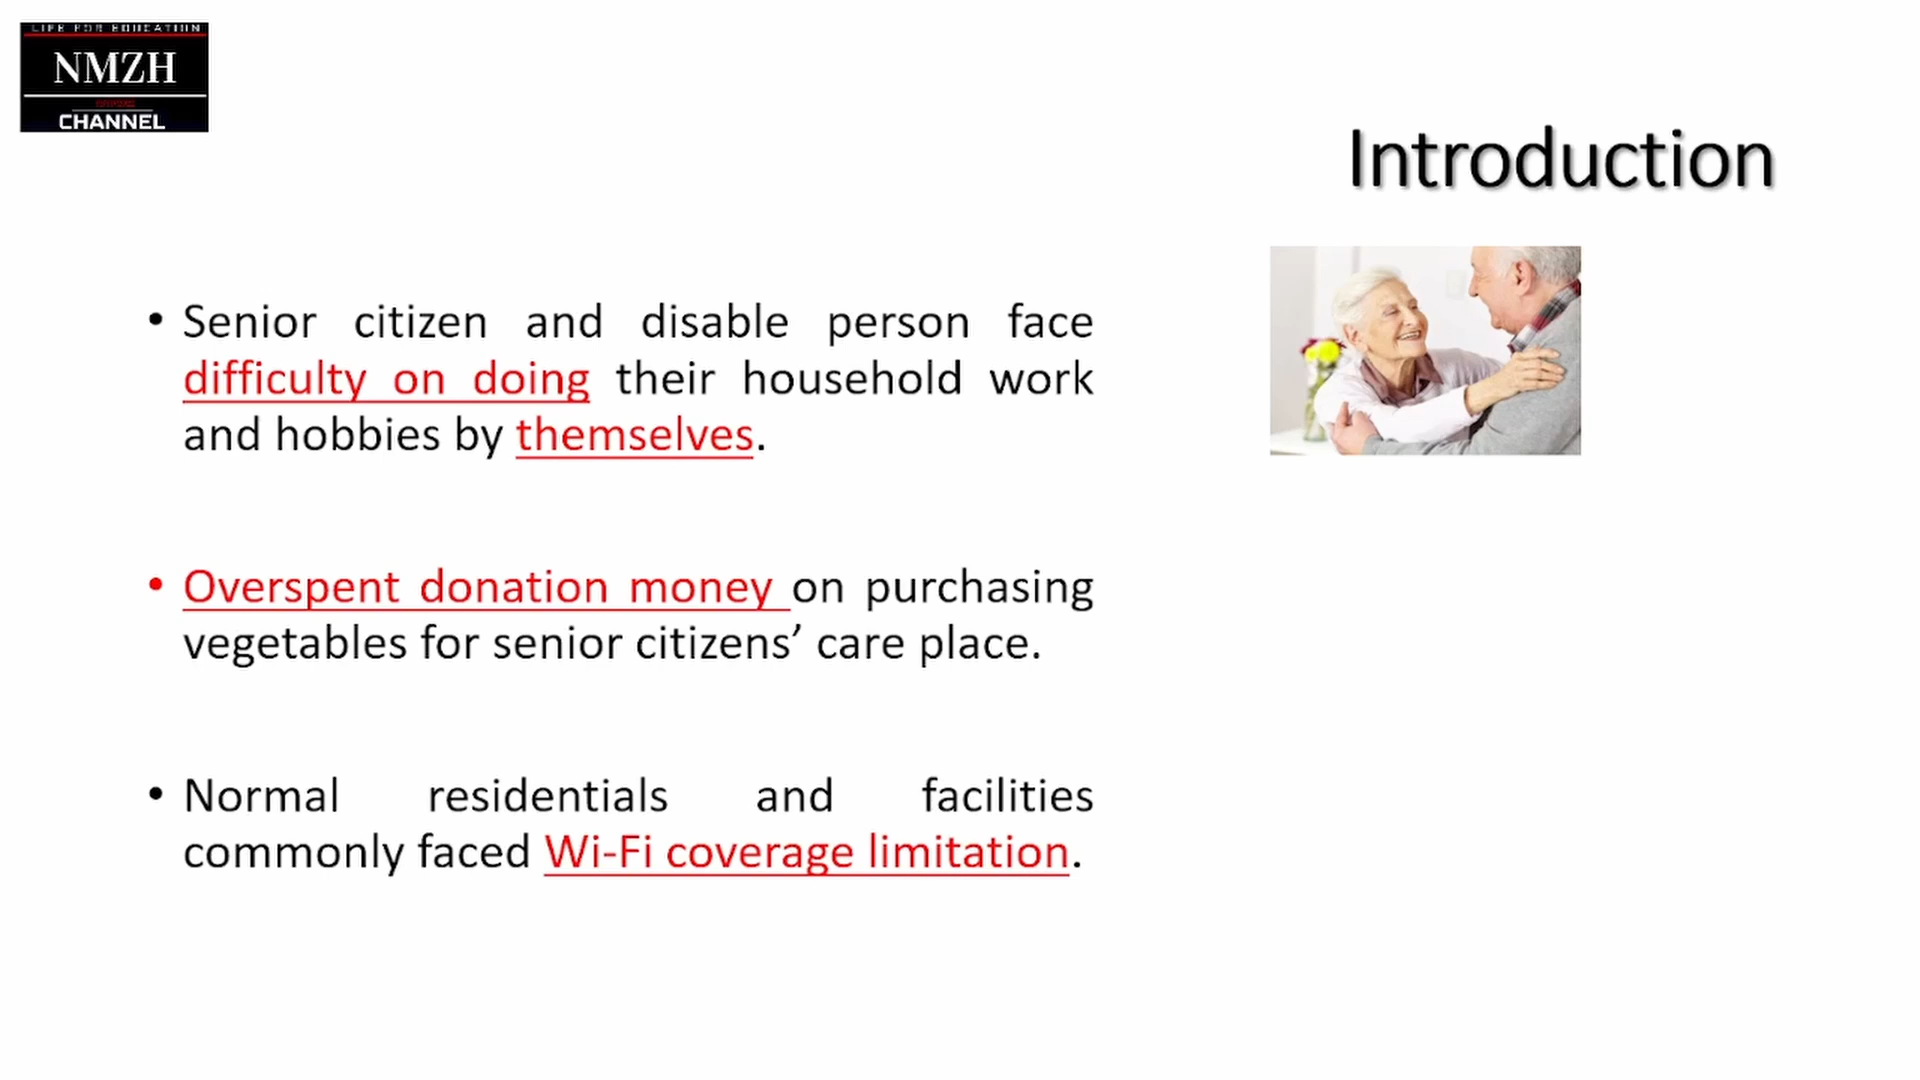 LIFE FOR EDUCATION
NMZH
CHANNEL
Introduction
• Senior citizen and disable person face
difficulty on doing their household work
and hobbies by themselves.
• Overspent donation money on purchasing
vegetables for senior citizens’ care place.
• Normal residentials and facilities
commonly faced Wi-Fi coverage limitation.